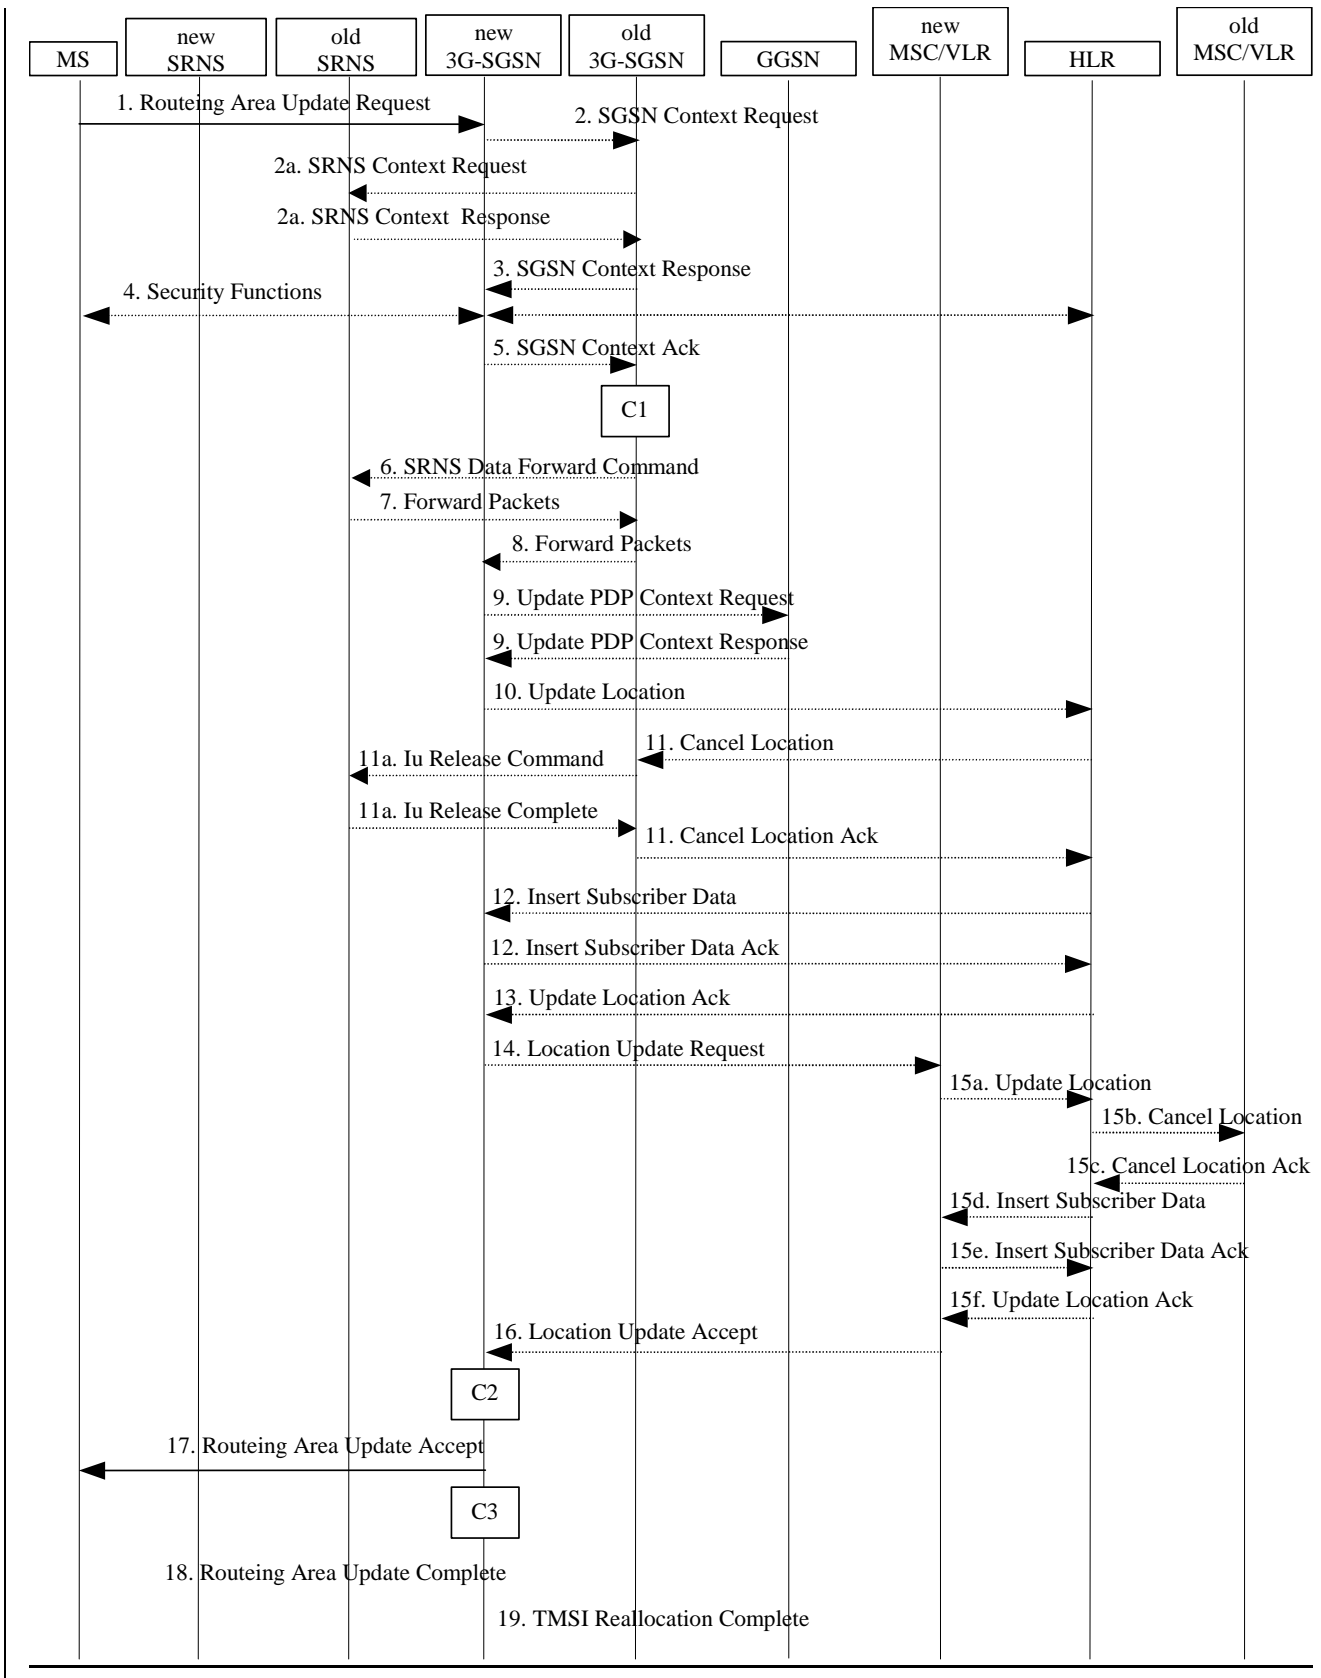 MS
new
SRNS
old
SRNS
new
3G-SGSN
old
3G-SGSN
GGSN
new
MSC/VLR
HLR
old
MSC/VLR
1. Routeing Area Update Request
2. SGSN Context Request
2a. SRNS Context Request
2a. SRNS Context Response
3. SGSN Context Response
4. Security Functions
5. SGSN Context Ack
C1
6. SRNS Data Forward Command
7. Forward Packets
8. Forward Packets
9. Update PDP Context Request
9. Update PDP Context Response
10. Update Location
11. Cancel Location
11a. Iu Release Command
11a. Iu Release Complete
11. Cancel Location Ack
12. Insert Subscriber Data
12. Insert Subscriber Data Ack
13. Update Location Ack
14. Location Update Request
15a. Update Location
15b. Cancel Location
15c. Cancel Location Ack
15d. Insert Subscriber Data
15e. Insert Subscriber Data Ack
15f. Update Location Ack
16. Location Update Accept
C2
17. Routeing Area Update Accept
C3
18. Routeing Area Update Complete
19. TMSI Reallocation Complete